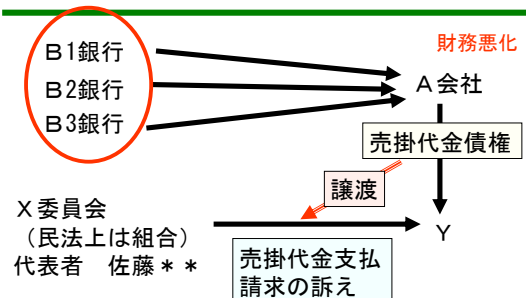 財務悪化
Ｂ1銀行
Ｂ2銀行
Ｂ3銀行
Ａ会社
売掛代金債権
譲渡
Ｘ委員会
（民法上は組合）
代表者　佐藤＊＊
Ｙ
売掛代金支払
請求の訴え